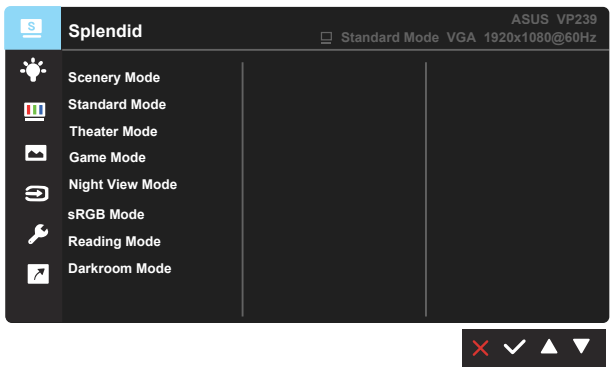 S
Splendid
ASUS VP239
Standard Mode VGA 1920x1080@60Hz
Scenery Mode
Standard Mode
Theater Mode
Game Mode
Night View Mode
sRGB Mode
Reading Mode
Darkroom Mode